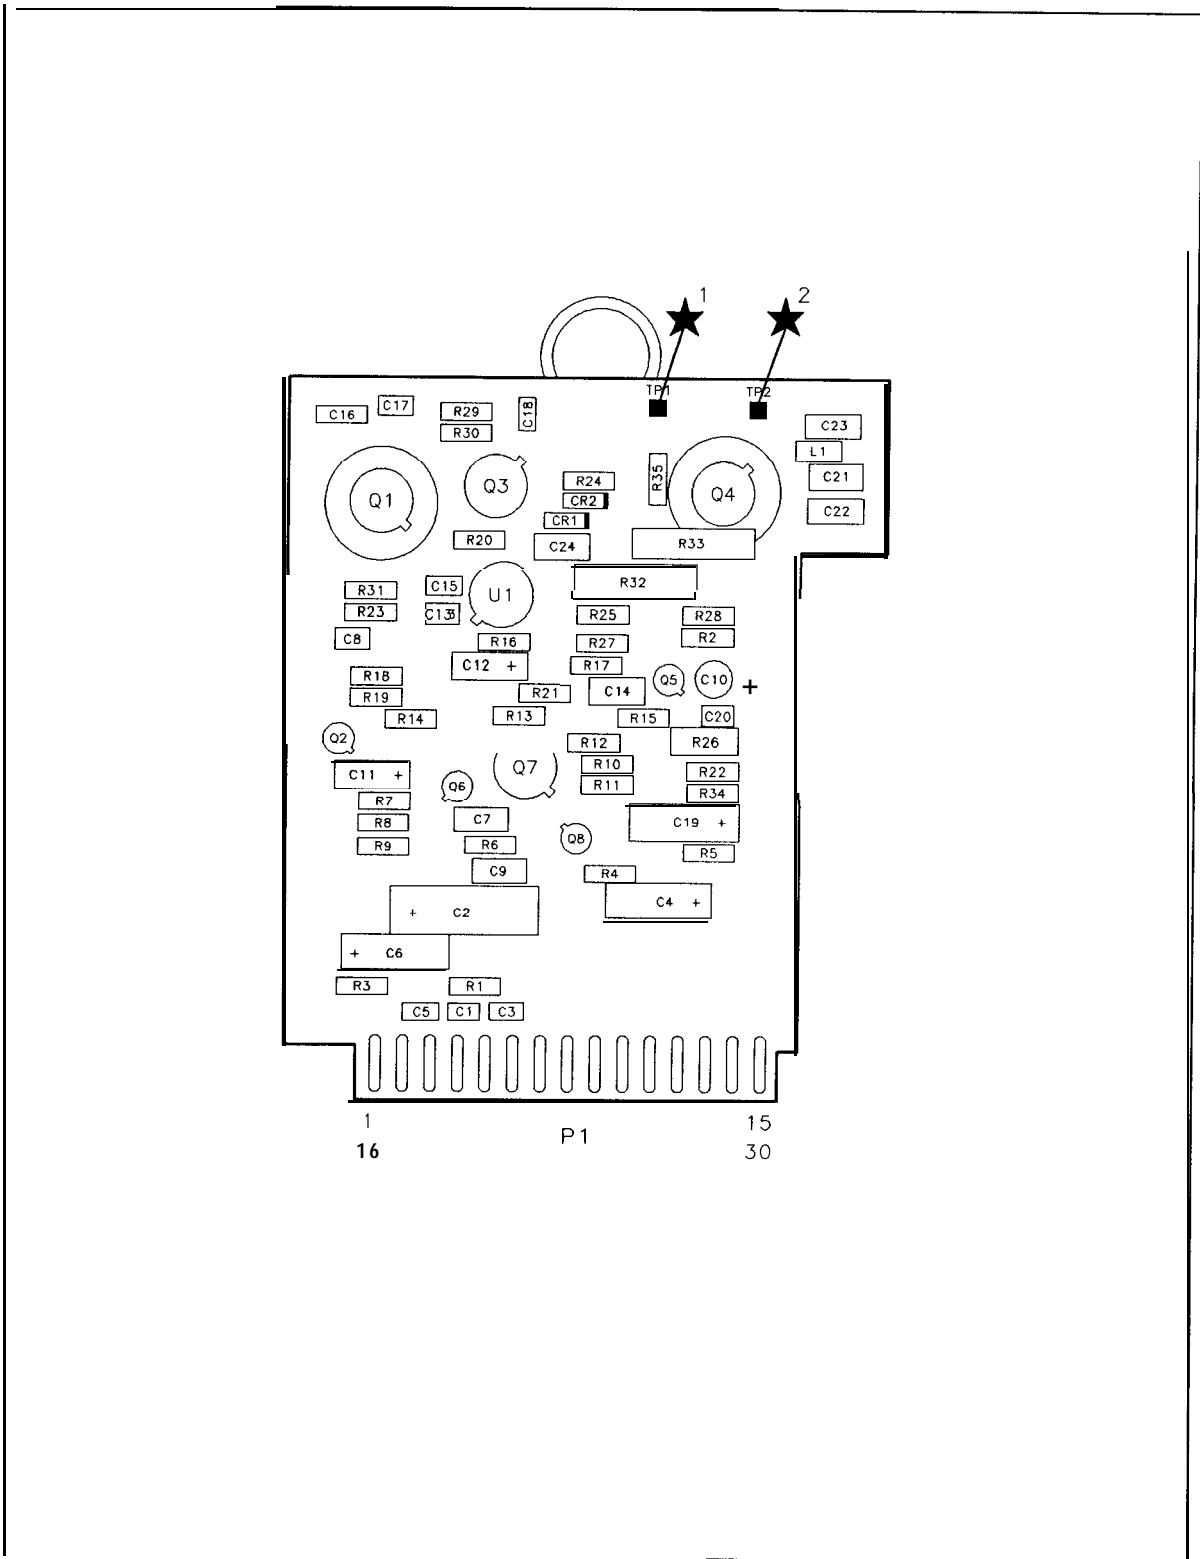 1 2
TP1 TP2
C16 C17 R29 C18 C23
R30 L1
Q1 Q3 R24 R35 Q4 C21
CR2
CR1 C22
R20 C24 R33
R31 C15 U1 R32
R23 C13 R25 R28
C8 R16 R27 R2
C12 + R17
R18 R21 C14 Q5 C10 +
R19
R14 R13 R15 C20
Q2 R12 R26
C11 + Q6 Q7 R10 R22
R7 R11 R34
R8 C7 Q8 C19 +
R9 R6 R5
C9 R4
+ C2 C4 +
+ C6
R3 R1
C5 C1 C3
1 15
16 P1 30